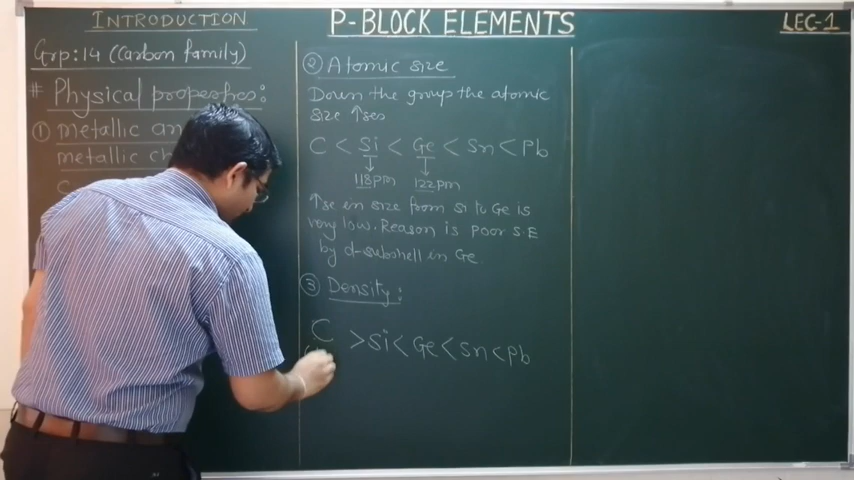 INTRODUCTION
P-BLOCK ELEMENTS
LEC-1
Grp: 14 (Carbon family)
# Physical properties:
① metallic an
metallic ch
C
② Atomic size
Down the group the atomic
size ↑ses
C < Si < Ge < Sn < Pb
118pm 122pm
↑se in size from Si to Ge is
very low. Reason is poor S.E
by d-subshell in Ge.
③ Density:
C > Si < Ge < Sn < Pb